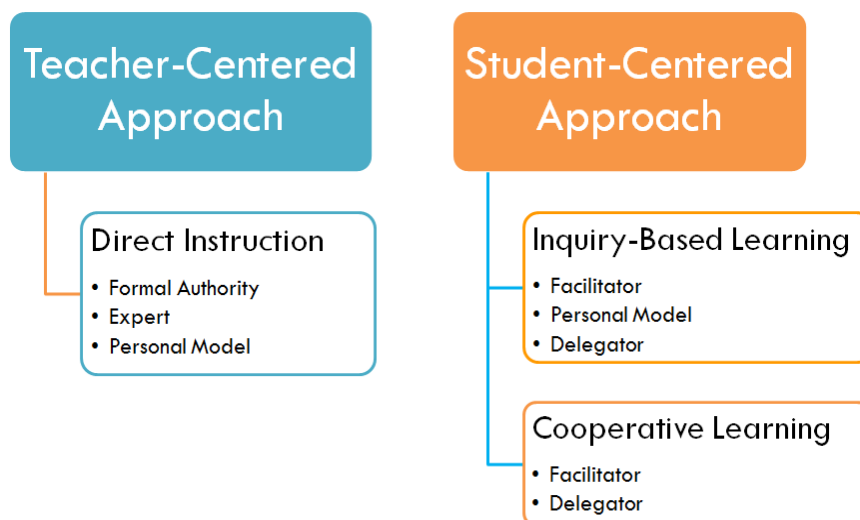 Teacher-Centered
Approach
Direct Instruction
• Formal Authority
• Expert
• Personal Model
Student-Centered
Approach
Inquiry-Based Learning
• Facilitator
• Personal Model
• Delegator
Cooperative Learning
• Facilitator
• Delegator